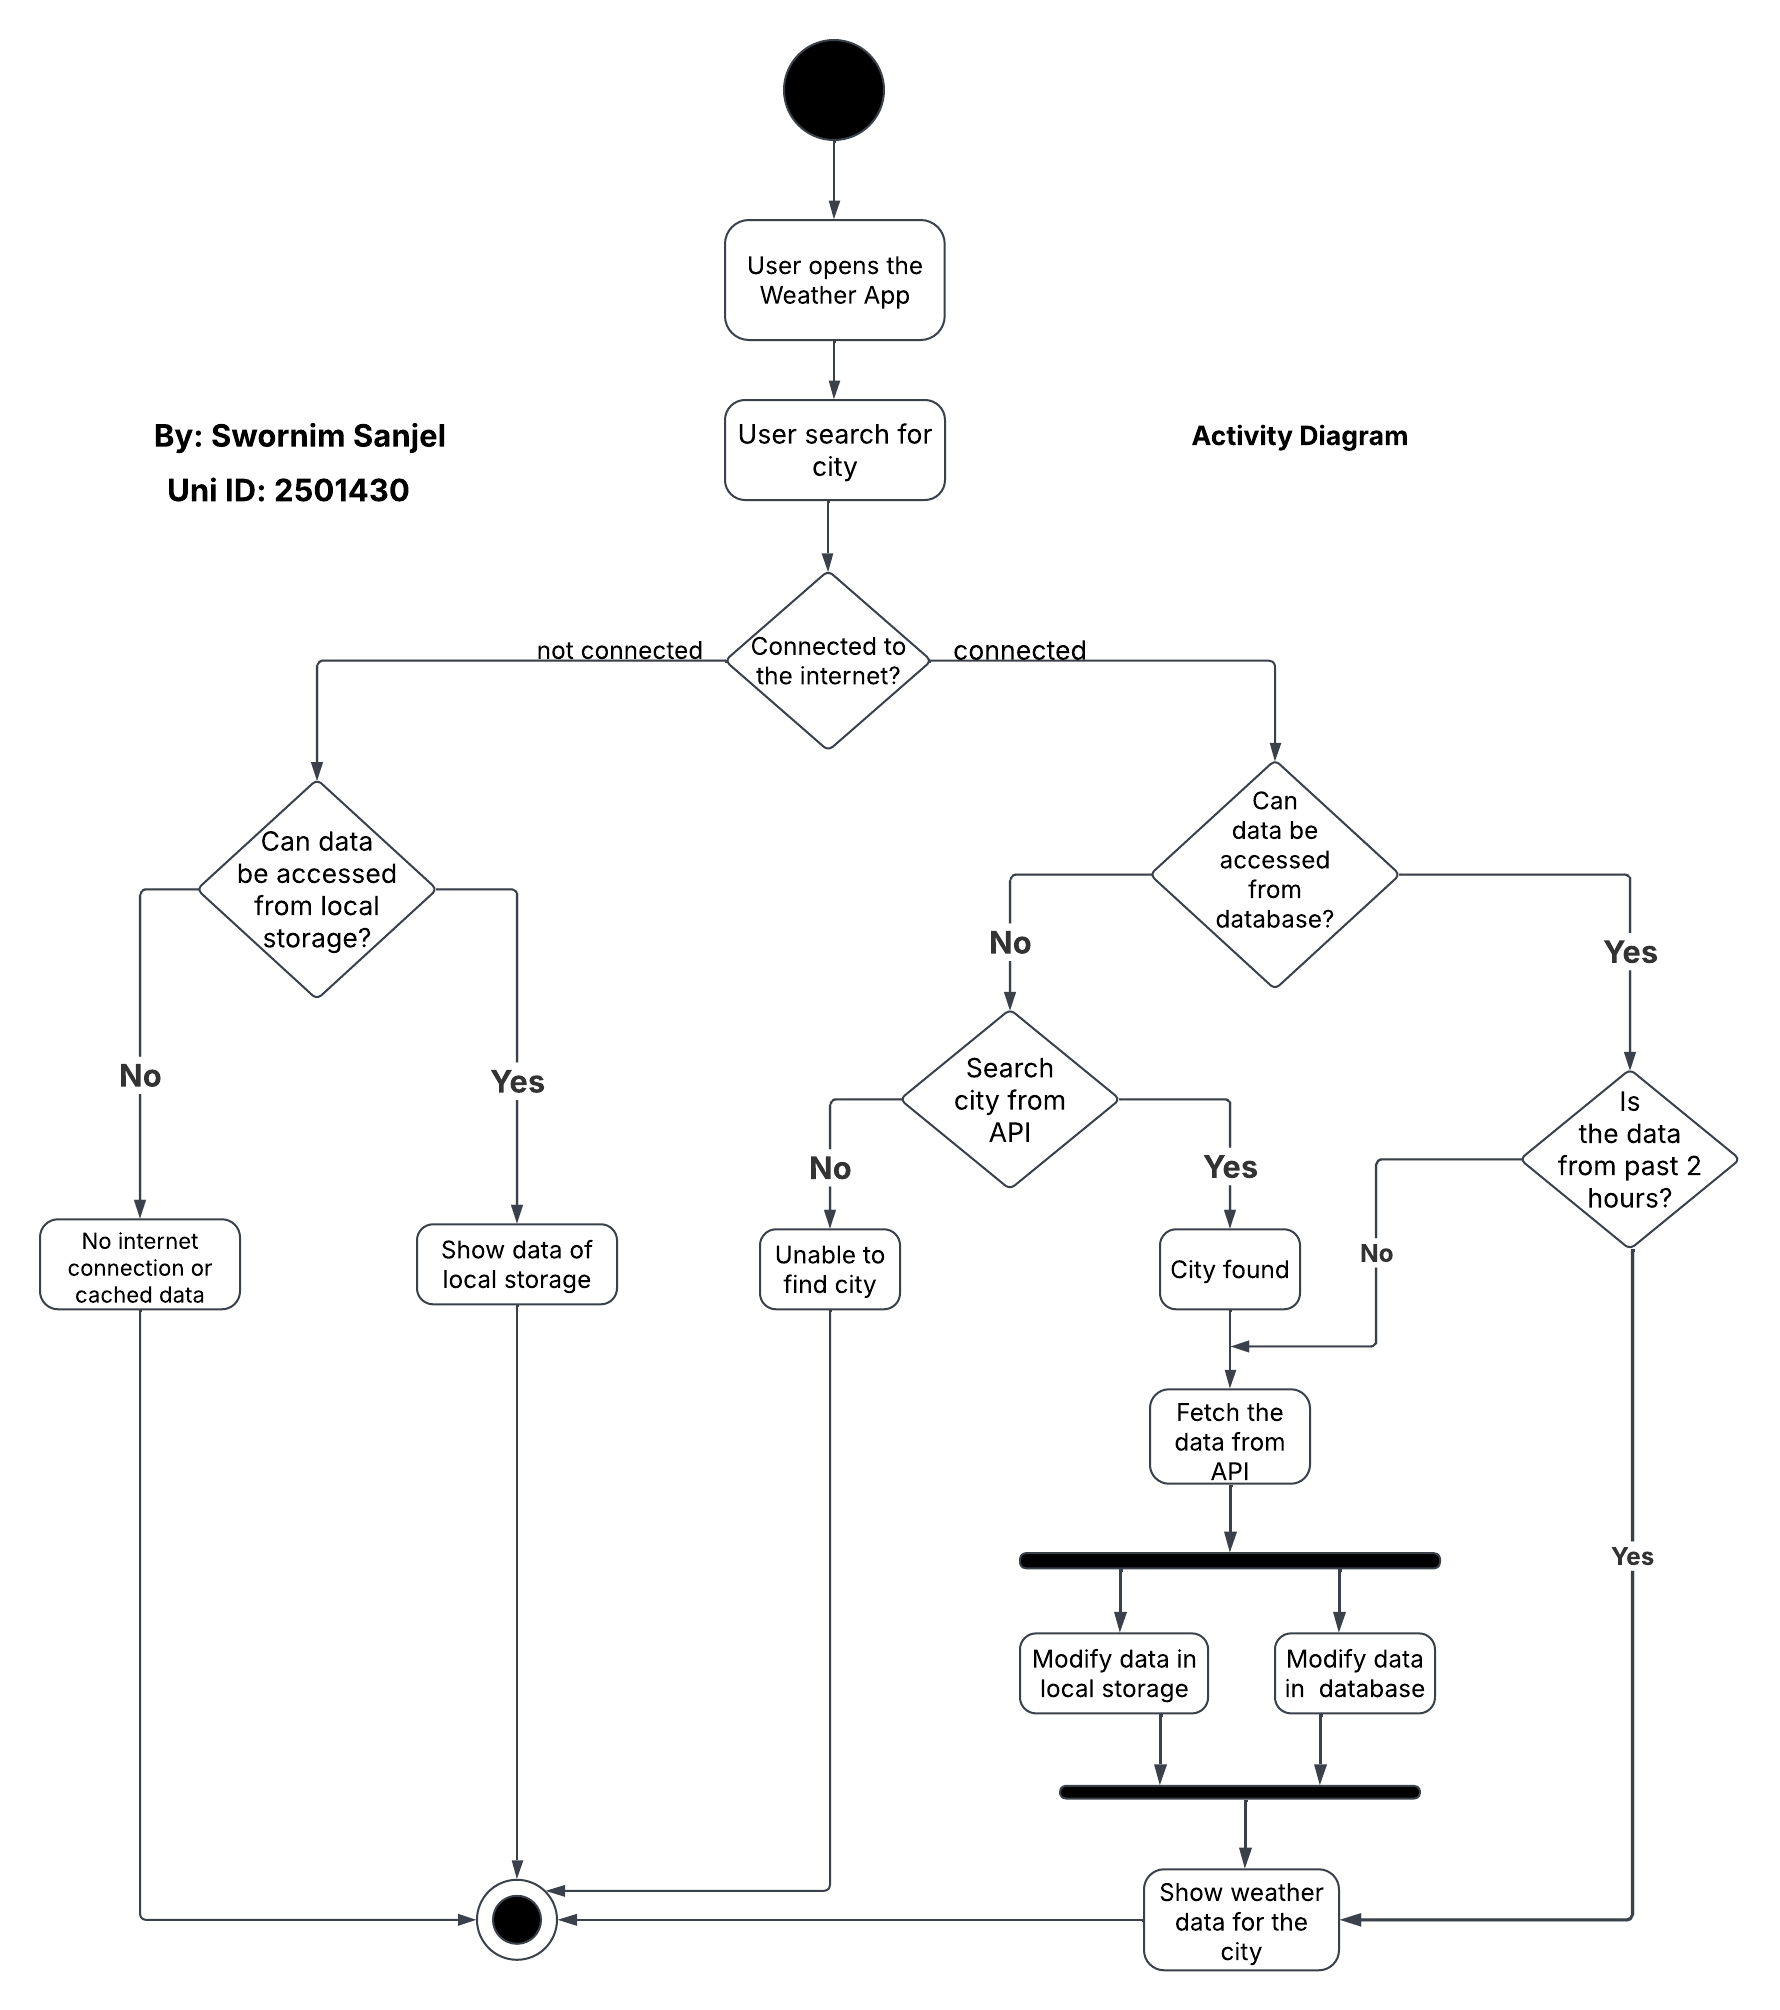 User opens the
Weather App
By: Swornim Sanjel
Uni ID: 2501430
User search for
city
Activity Diagram
not connected
Connected to
the internet?
connected
Can data
be accessed
from local
storage?
Can
data be
accessed
from
database?
No
Yes
No
Yes
Search
city from
API
Is
the data
from past 2
hours?
No
Yes
No internet
connection or
cached data
Show data of
local storage
Unable to
find city
City found
No
Fetch the
data from
API
Yes
Modify data in
local storage
Modify data
in  database
Show weather
data for the
city